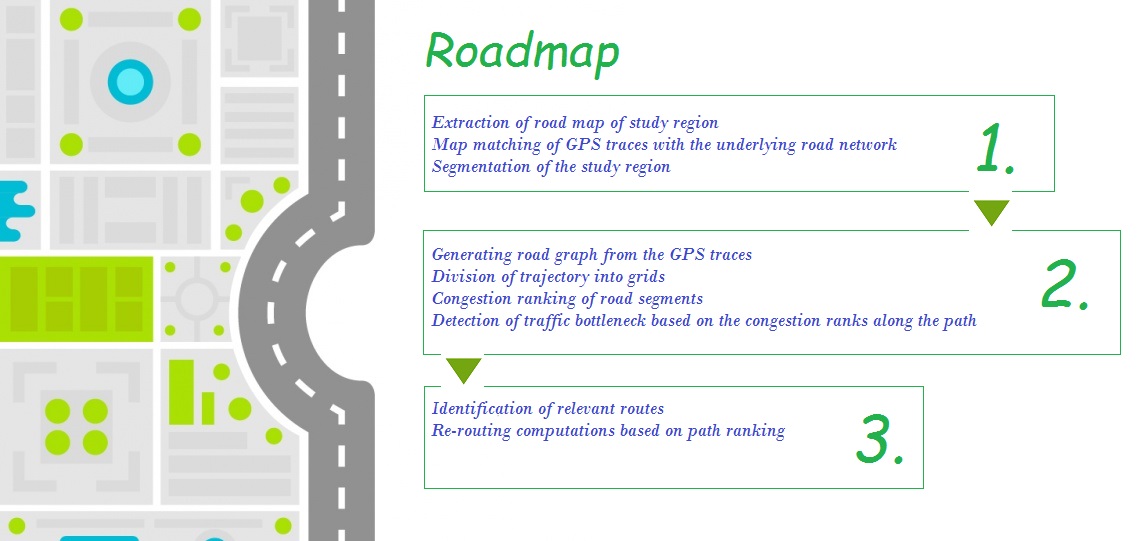 Roadmap
Extraction of road map of study region
Map matching of GPS traces with the underlying road network
Segmentation of the study region
1.
Generating road graph from the GPS traces
Division of trajectory into grids
Congestion ranking of road segments
Detection of traffic bottleneck based on the congestion ranks along the path
2.
Identification of relevant routes
Re-routing computations based on path ranking
3.